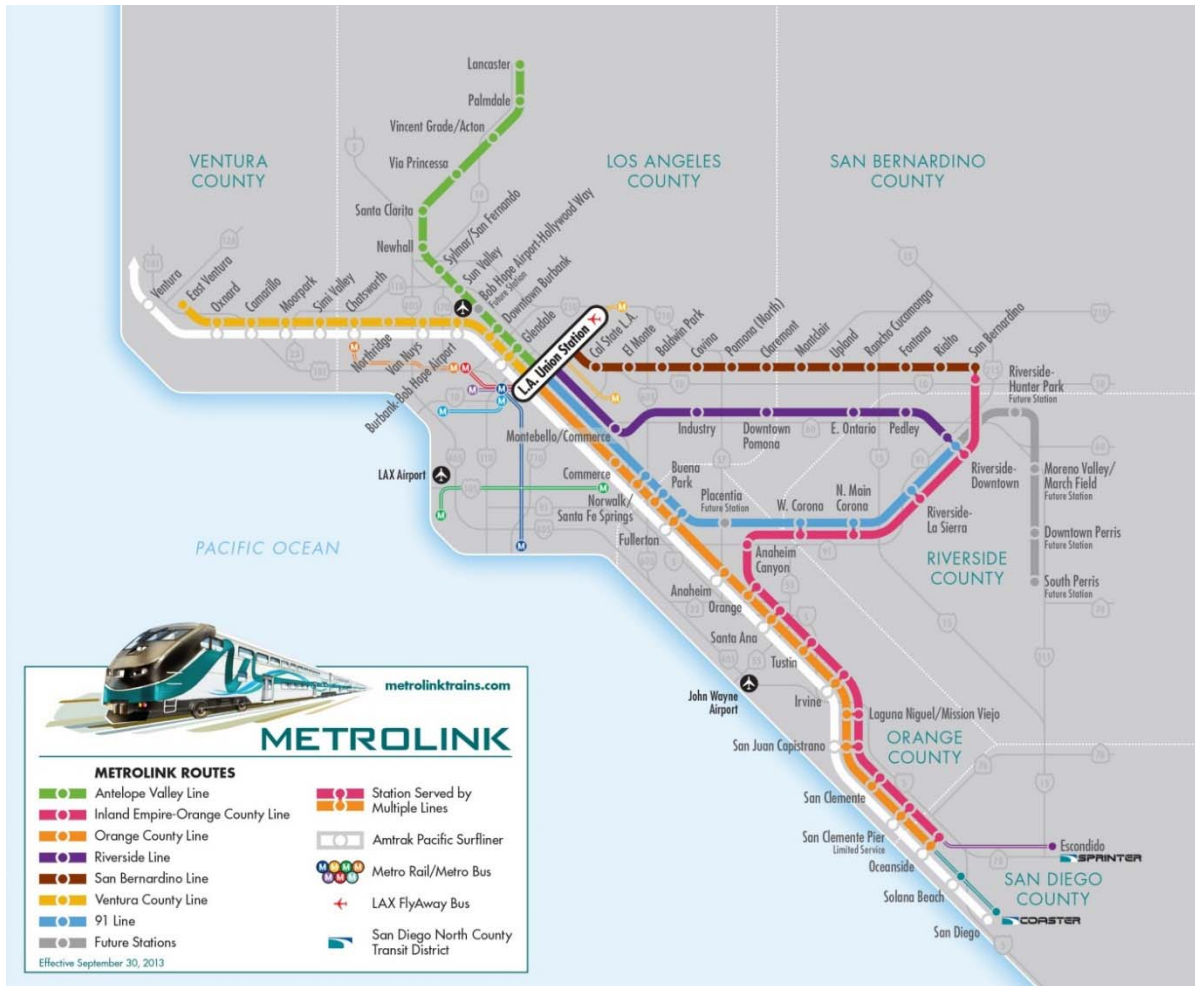 Lancaster
Palmdale
Vincent Grade/Acton
Via Princessa
Santa Clarita
Newhall
Sylmar/San Fernando
Sun Valley
Bob Hope Airport-Hollywood Way
Future Station
Downtown Burbank
Glendale
L.A. Union Station
VENTURA
COUNTY
LOS ANGELES
COUNTY
SAN BERNARDINO
COUNTY
Ventura
East Ventura
Oxnard
Camarillo
Moorpark
Simi Valley
Chatsworth
Northridge
Van Nuys
Burbank-Bob Hope Airport
Cal State L.A.
El Monte
Baldwin Park
Covina
Pomona (North)
Claremont
Montclair
Upland
Rancho Cucamonga
Fontana
Rialto
San Bernardino
Riverside-
Hunter Park
Future Station
Montebello/Commerce
Industry
Downtown
Pomona
E. Ontario
Pedley
Riverside-
Downtown
Moreno Valley/
March Field
Future Station
LAX Airport
Commerce
Norwalk/
Santa Fe Springs
Buena
Park
Placentia
Future Station
W. Corona
N. Main
Corona
Riverside-
La Sierra
Downtown Perris
Future Station
South Perris
Future Station
RIVERSIDE
COUNTY
PACIFIC OCEAN
Fullerton
Anaheim
Canyon
Anaheim
Orange
Santa Ana
Tustin
John Wayne
Airport
Irvine
Laguna Niguel/Mission Viejo
ORANGE
COUNTY
San Juan Capistrano
San Clemente
San Clemente Pier
Limited Service
Oceanside
Escondido
SPRINTER
SAN DIEGO
COUNTY
Solana Beach
San Diego
COASTER
metrolinktrains.com
METROLINK
METROLINK ROUTES
Antelope Valley Line
Inland Empire-Orange County Line
Orange County Line
Riverside Line
San Bernardino Line
Ventura County Line
91 Line
Future Stations
Effective September 30, 2013
Station Served by
Multiple Lines
Amtrak Pacific Surfliner
Metro Rail/Metro Bus
LAX FlyAway Bus
San Diego North County
Transit District